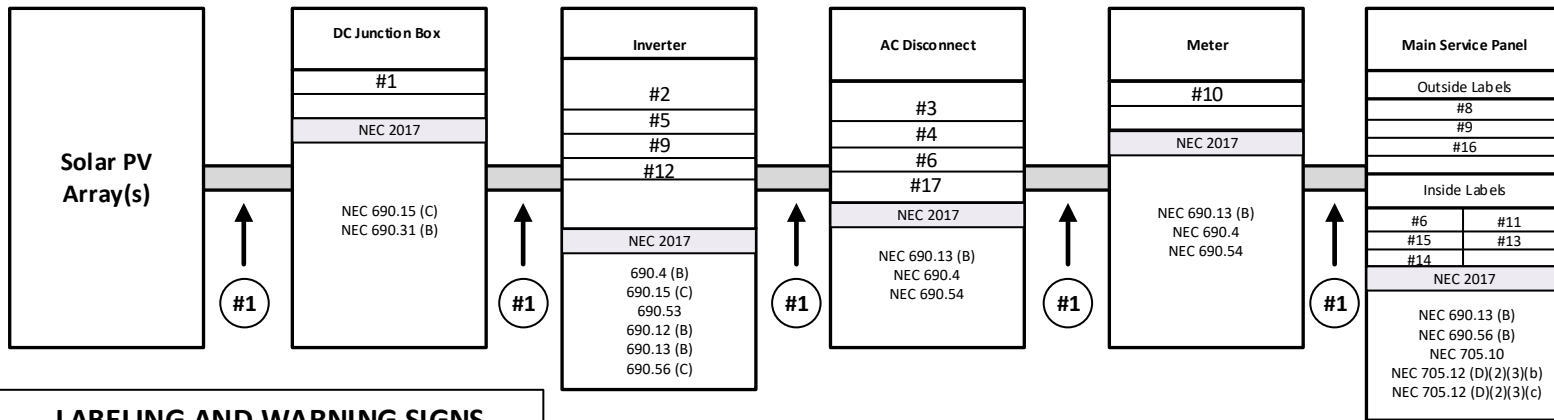 Solar PV
Array(s)
#1
DC Junction Box
#1
NEC 2017
NEC 690.15 (C)
NEC 690.31 (B)
#1
Inverter
#2
#5
#9
#12
NEC 2017
690.4 (B)
690.15 (C)
690.53
690.12 (B)
690.13 (B)
690.56 (C)
#1
AC Disconnect
#3
#4
#6
#17
NEC 2017
NEC 690.13 (B)
NEC 690.4
NEC 690.54
#1
Meter
#10
NEC 2017
NEC 690.13 (B)
NEC 690.4
NEC 690.54
#1
Main Service Panel
Outside Labels
#8
#9
#16
Inside Labels
#6 #11
#15 #13
#14
NEC 2017
NEC 690.13 (B)
NEC 690.56 (B)
NEC 705.10
NEC 705.12 (D)(2)(3)(b)
NEC 705.12 (D)(2)(3)(c)
LABELING AND WARNING SIGNS